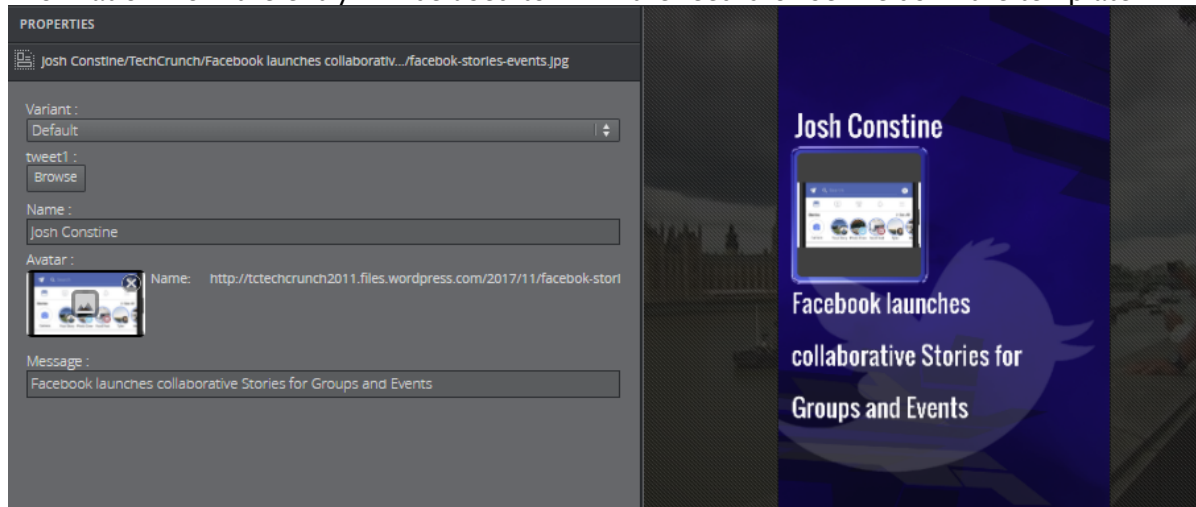 PROPERTIES
Josh Constine/TechCrunch/Facebook launches collaborativ.../facebok-stories-events.jpg
Variant :
Default
tweet1 :
Browse
Name :
Josh Constine
Avatar :
Name: http://tctechcrunch2011.files.wordpress.com/2017/11/facebok-stori
Message :
Facebook launches collaborative Stories for Groups and Events
Josh Constine
Facebook launches
collaborative Stories for
Groups and Events